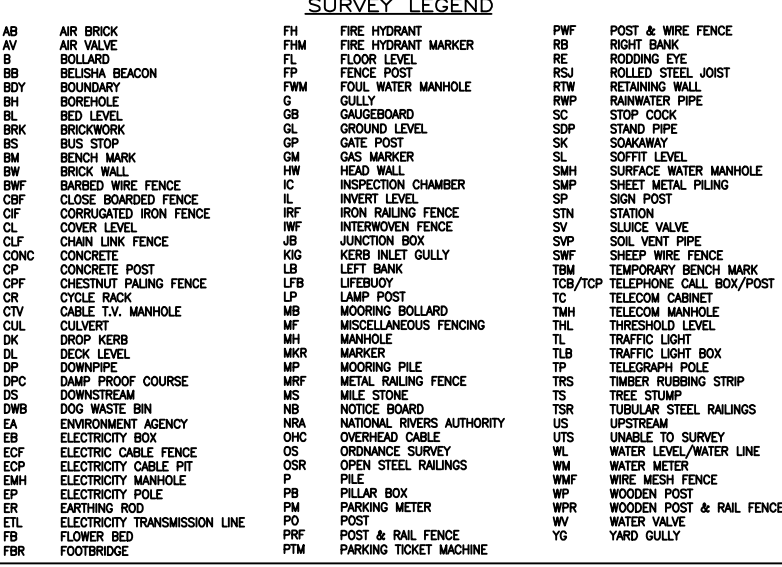 SURVEY LEGEND
AB AIR BRICK
AV AIR VALVE
B BOLLARD
BB BELISHA BEACON
BDY BOUNDARY
BH BOREHOLE
BL BED LEVEL
BRK BRICKWORK
BS BUS STOP
BM BENCH MARK
BW BRICK WALL
BWF BARBED WIRE FENCE
CBF CLOSE BOARDED FENCE
CIF CORRUGATED IRON FENCE
CL COVER LEVEL
CLF CHAIN LINK FENCE
CONC CONCRETE
CP CONCRETE POST
CPF CHESTNUT PALING FENCE
CR CYCLE RACK
CTV CABLE T.V. MANHOLE
CUL CULVERT
DK DROP KERB
DL DECK LEVEL
DP DOWNPIPE
DPC DAMP PROOF COURSE
DS DOWNSTREAM
DWB DOG WASTE BIN
EA ENVIRONMENT AGENCY
EB ELECTRICITY BOX
ECF ELECTRIC CABLE FENCE
ECP ELECTRICITY CABLE PIT
EMH ELECTRICITY MANHOLE
EP ELECTRICITY POLE
ER EARTHING ROD
ETL ELECTRICITY TRANSMISSION LINE
FB FLOWER BED
FBR FOOTBRIDGE
FH FIRE HYDRANT
FHM FIRE HYDRANT MARKER
FL FLOOR LEVEL
FP FENCE POST
FWM FOUL WATER MANHOLE
G GULLY
GB GAUGEBOARD
GL GROUND LEVEL
GP GATE POST
GM GAS MARKER
HW HEAD WALL
IC INSPECTION CHAMBER
IL INVERT LEVEL
IRF IRON RAILING FENCE
IWF INTERWOVEN FENCE
JB JUNCTION BOX
KIG KERB INLET GULLY
LB LEFT BANK
LFB LIFEBUOY
LP LAMP POST
MB MOORING BOLLARD
MF MISCELLANEOUS FENCING
MH MANHOLE
MKR MARKER
MP MOORING PILE
MRF METAL RAILING FENCE
MS MILE STONE
NB NOTICE BOARD
NRA NATIONAL RIVERS AUTHORITY
OHC OVERHEAD CABLE
OS ORDNANCE SURVEY
OSR OPEN STEEL RAILINGS
P PILE
PB PILLAR BOX
PM PARKING METER
PO POST
PRF POST & RAIL FENCE
PTM PARKING TICKET MACHINE
PWF POST & WIRE FENCE
RB RIGHT BANK
RE RODDING EYE
RSJ ROLLED STEEL JOIST
RTW RETAINING WALL
RWP RAINWATER PIPE
SC STOP COCK
SDP STAND PIPE
SK SOAKAWAY
SL SOFFIT LEVEL
SMH SURFACE WATER MANHOLE
SMP SHEET METAL PILING
SP SIGN POST
STN STATION
SV SLUICE VALVE
SVP SOIL VENT PIPE
SWF SHEEP WIRE FENCE
TBM TEMPORARY BENCH MARK
TCB/TCP TELEPHONE CALL BOX/POST
TC TELECOM CABINET
TMH TELECOM MANHOLE
THL THRESHOLD LEVEL
TL TRAFFIC LIGHT
TLB TRAFFIC LIGHT BOX
TP TELEGRAPH POLE
TRS TIMBER RUBBING STRIP
TS TREE STUMP
TSR TUBULAR STEEL RAILINGS
US UPSTREAM
UTS UNABLE TO SURVEY
WL WATER LEVEL/WATER LINE
WM WATER METER
WMF WIRE MESH FENCE
WP WOODEN POST
WPR WOODEN POST & RAIL FENCE
WV WATER VALVE
YG YARD GULLY